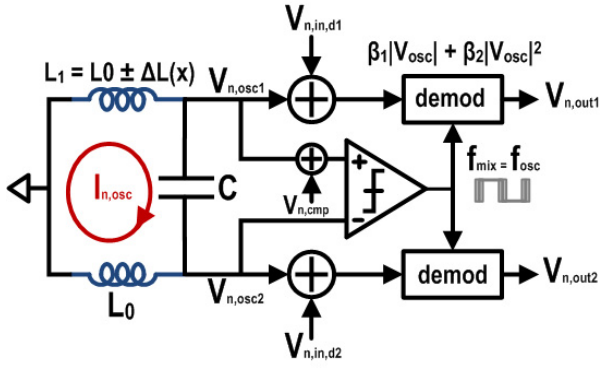 V n,in,d1
β1|Vosc| + β2|Vosc|²
L1 = L0 ± ΔL(x)
Vn,osc1
demod
Vn,out1
In,osc
C
+
Vn,cmp
-
fmix = fosc
L0
Vn,osc2
demod
Vn,out2
Vn,in,d2